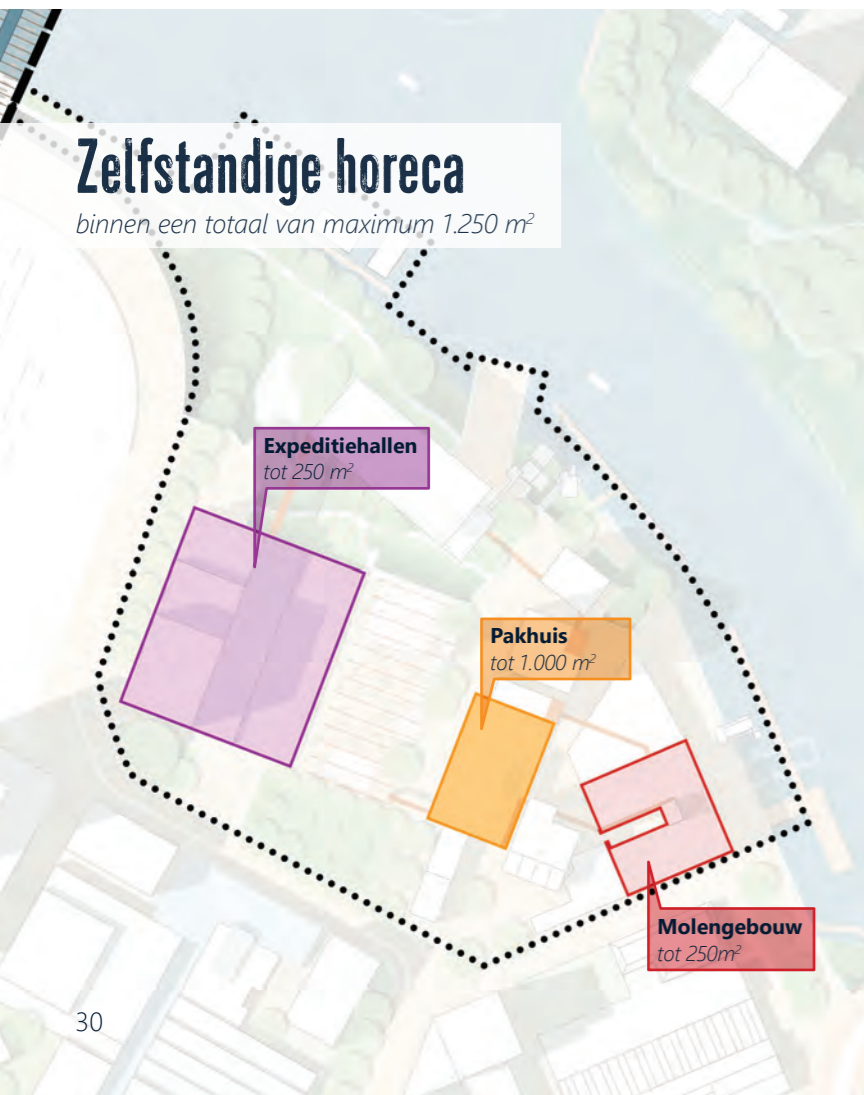 Zelfstandige horeca
binnen een totaal van maximum 1.250 m²
Expeditiehallen
tot 250 m²
Pakhuis
tot 1.000 m²
Molengebouw
tot 250m²
30